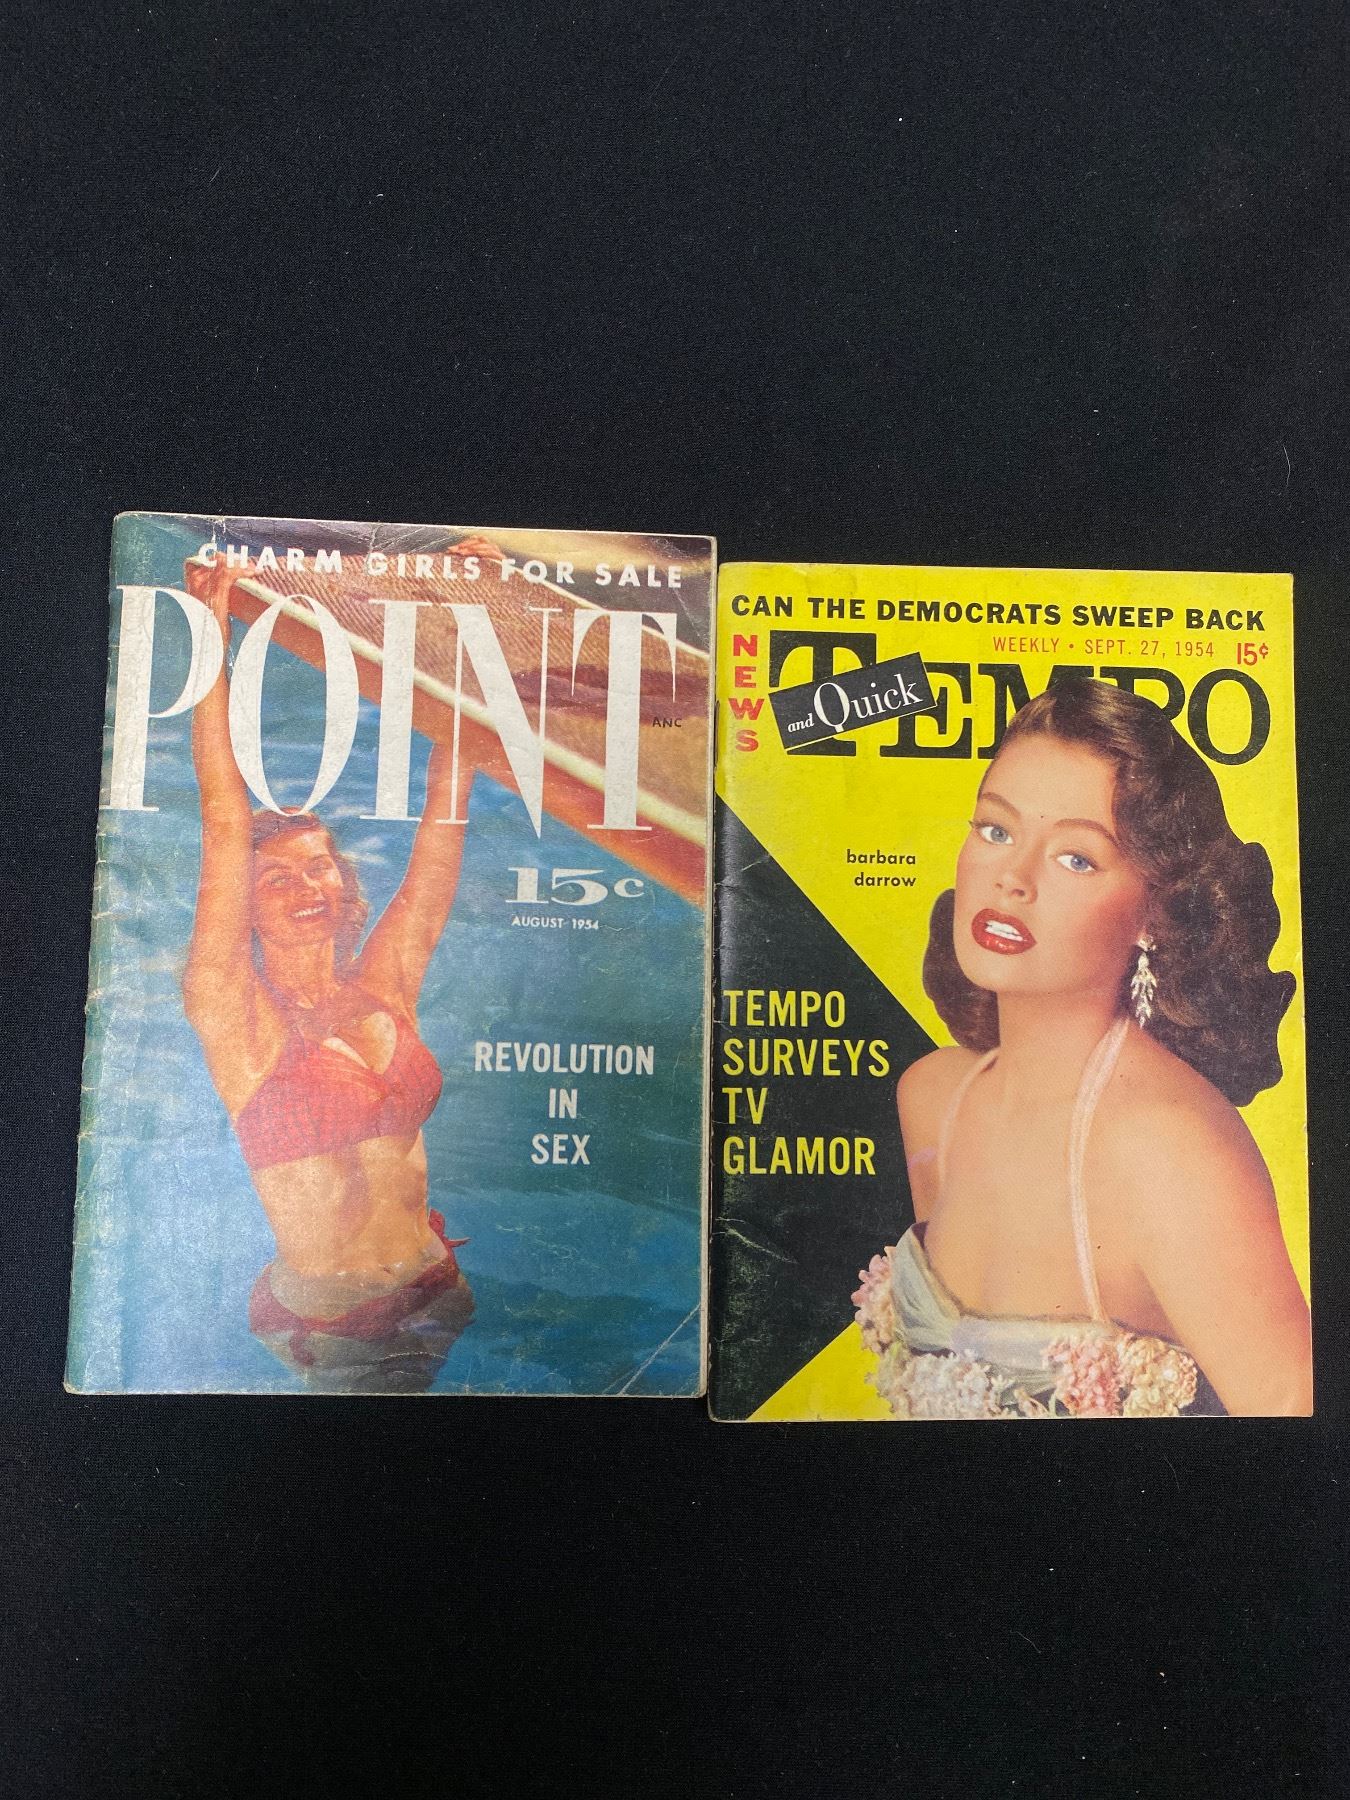 CHARM GIRLS FOR SALE
POINT
ANC
15c
AUGUST 1954
REVOLUTION
IN
SEX
CAN THE DEMOCRATS SWEEP BACK
NEWS
WEEKLY • SEPT. 27, 1954 15¢
TEMPO
and Quick
barbara
darrow
TEMPO
SURVEYS
TV
GLAMOR